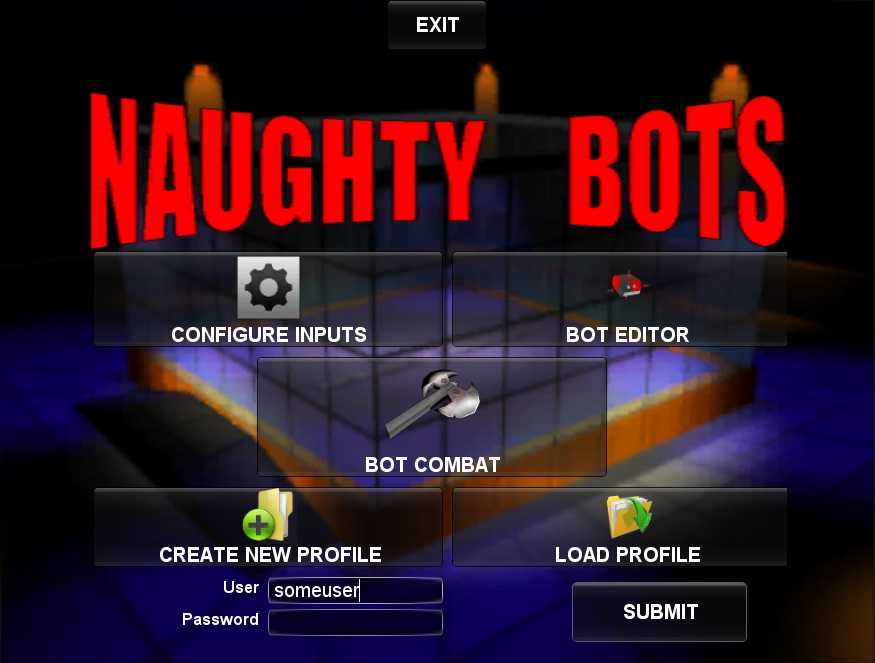 EXIT
NAUGHTY BOTS
CONFIGURE INPUTS
BOT EDITOR
BOT COMBAT
CREATE NEW PROFILE
LOAD PROFILE
User someuser
Password
SUBMIT